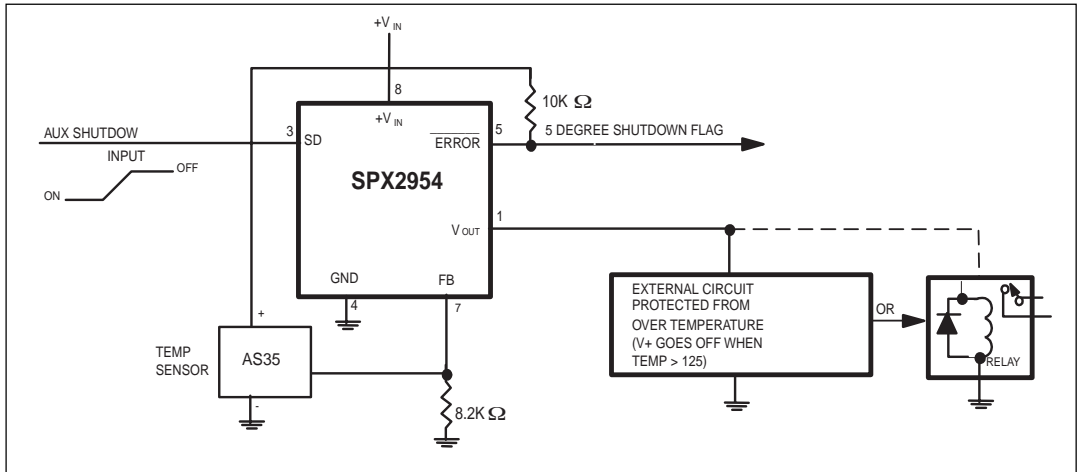 +V IN
8
+V IN
10K Ω
AUX SHUTDOW
3
SD
ERROR
5
5 DEGREE SHUTDOWN FLAG
INPUT
OFF
ON
SPX2954
1
V OUT
GND
FB
4
7
EXTERNAL CIRCUIT
PROTECTED FROM
OVER TEMPERATURE
(V+ GOES OFF WHEN
TEMP > 125)
OR
RELAY
+
TEMP
SENSOR
AS35
-
8.2K Ω